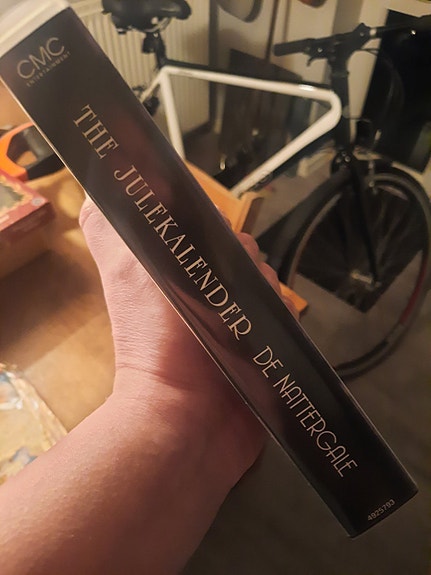 CMC
ENTERTAINMENT
THE JULEKALENDER
DE NATTERGALE
4925793